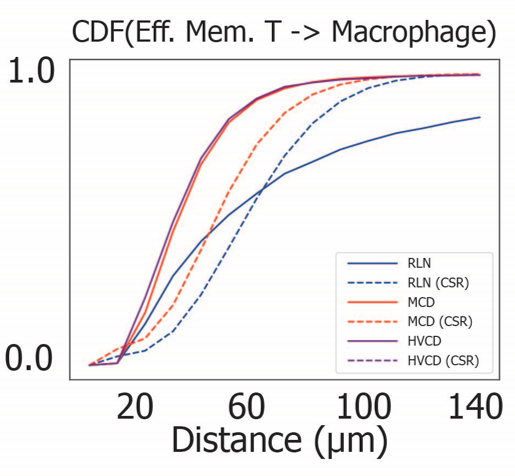 CDF(Eff. Mem. T -> Macrophage)
1.0
0.0
RLN
RLN (CSR)
MCD
MCD (CSR)
HVCD
HVCD (CSR)
20 60 100 140
Distance (µm)